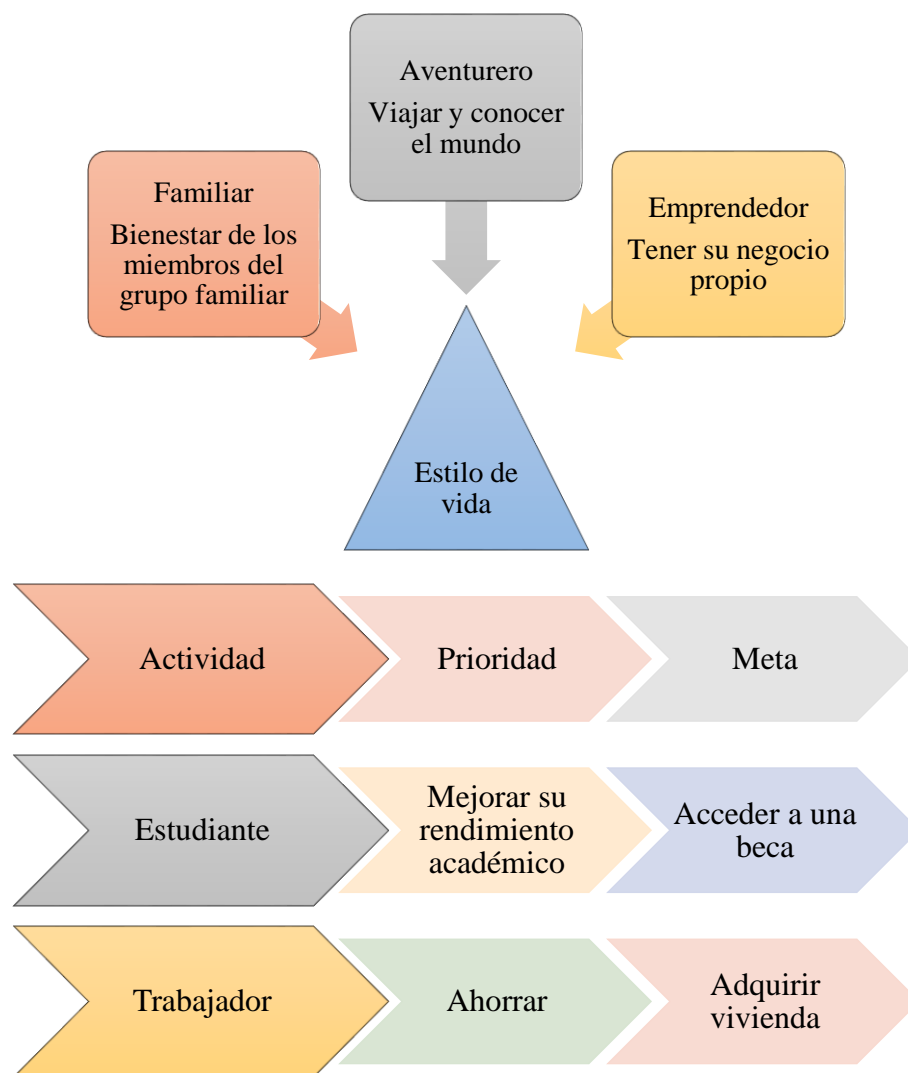 Aventurero
Viajar y conocer
el mundo
Familiar
Bienestar de los
miembros del
grupo familiar
Emprendedor
Tener su negocio
propio
Estilo de
vida
Actividad
Prioridad
Meta
Estudiante
Mejorar su
rendimiento
académico
Acceder a una
beca
Trabajador
Ahorrar
Adquirir
vivienda